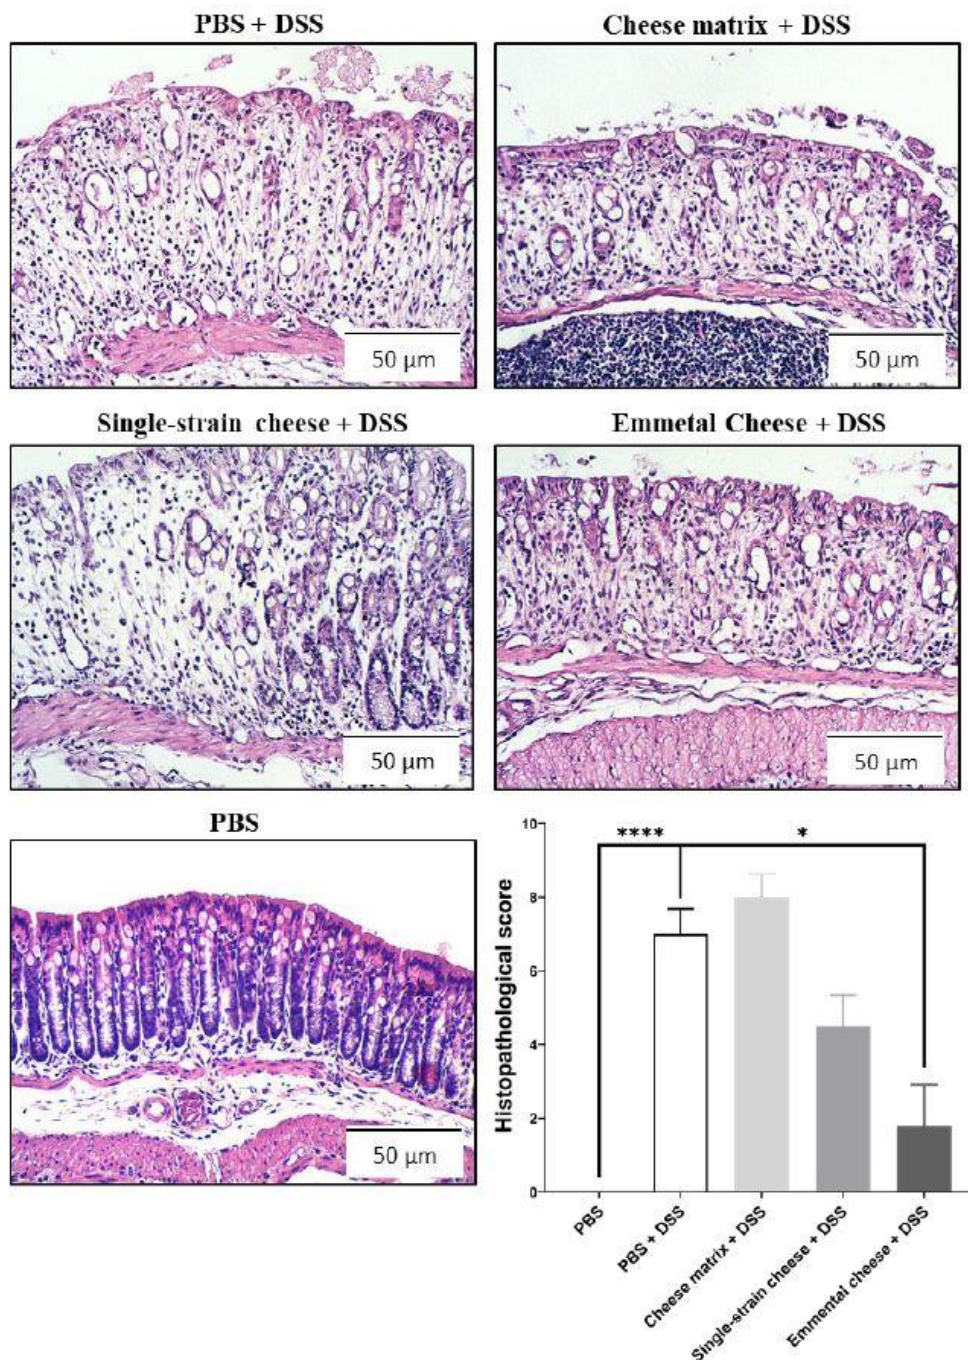 PBS + DSS
Cheese matrix + DSS
50 µm
50 µm
Single-strain cheese + DSS
Emmetal Cheese + DSS
50 µm
50 µm
PBS
50 µm
Histopathological score
10
8
6
4
2
0
****
*
PBS
PBS + DSS
Cheese matrix + DSS
Single-strain cheese + DSS
Emmental cheese + DSS